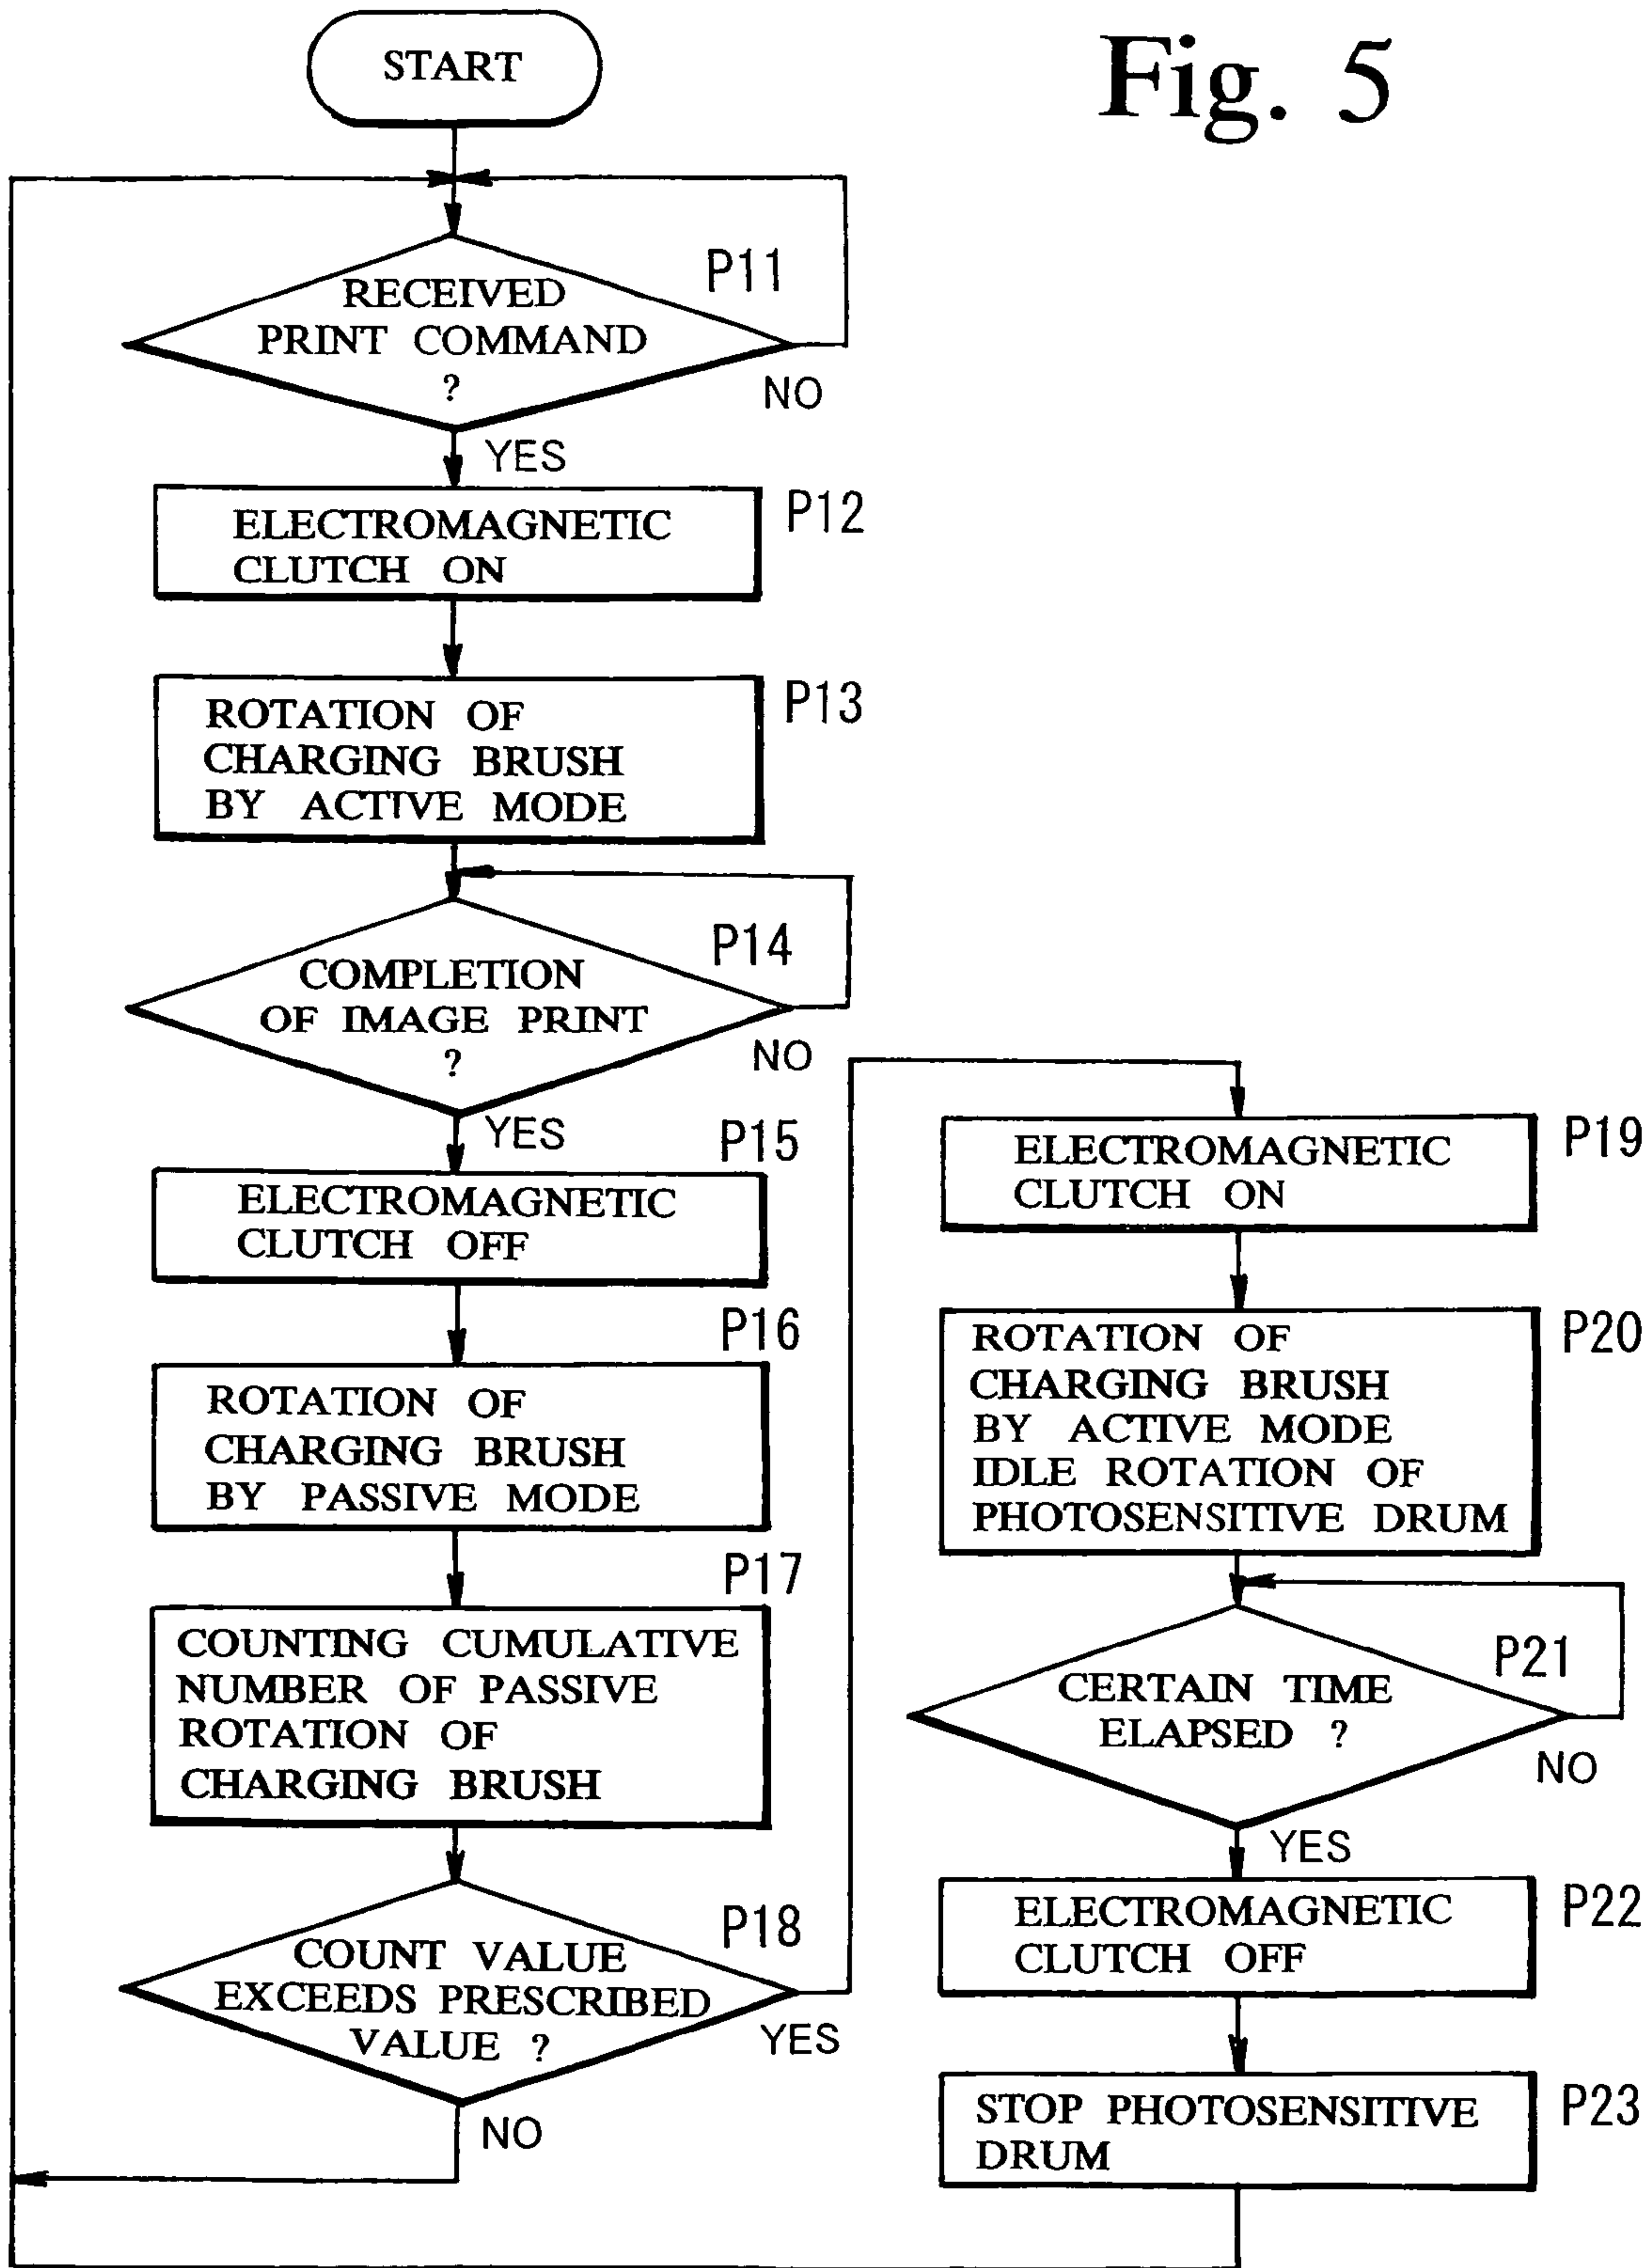 Fig. 5
START
P11
RECEIVED
PRINT COMMAND
?
NO
YES
P12
ELECTROMAGNETIC
CLUTCH ON
P13
ROTATION OF
CHARGING BRUSH
BY ACTIVE MODE
P14
COMPLETION
OF IMAGE PRINT
?
NO
YES
P15
ELECTROMAGNETIC
CLUTCH OFF
P16
ROTATION OF
CHARGING BRUSH
BY PASSIVE MODE
P17
COUNTING CUMULATIVE
NUMBER OF PASSIVE
ROTATION OF
CHARGING BRUSH
P18
COUNT VALUE
EXCEEDS PRESCRIBED
VALUE ?
YES
NO
P19
ELECTROMAGNETIC
CLUTCH ON
P20
ROTATION OF
CHARGING BRUSH
BY ACTIVE MODE
IDLE ROTATION OF
PHOTOSENSITIVE DRUM
P21
CERTAIN TIME
ELAPSED ?
NO
YES
P22
ELECTROMAGNETIC
CLUTCH OFF
P23
STOP PHOTOSENSITIVE
DRUM